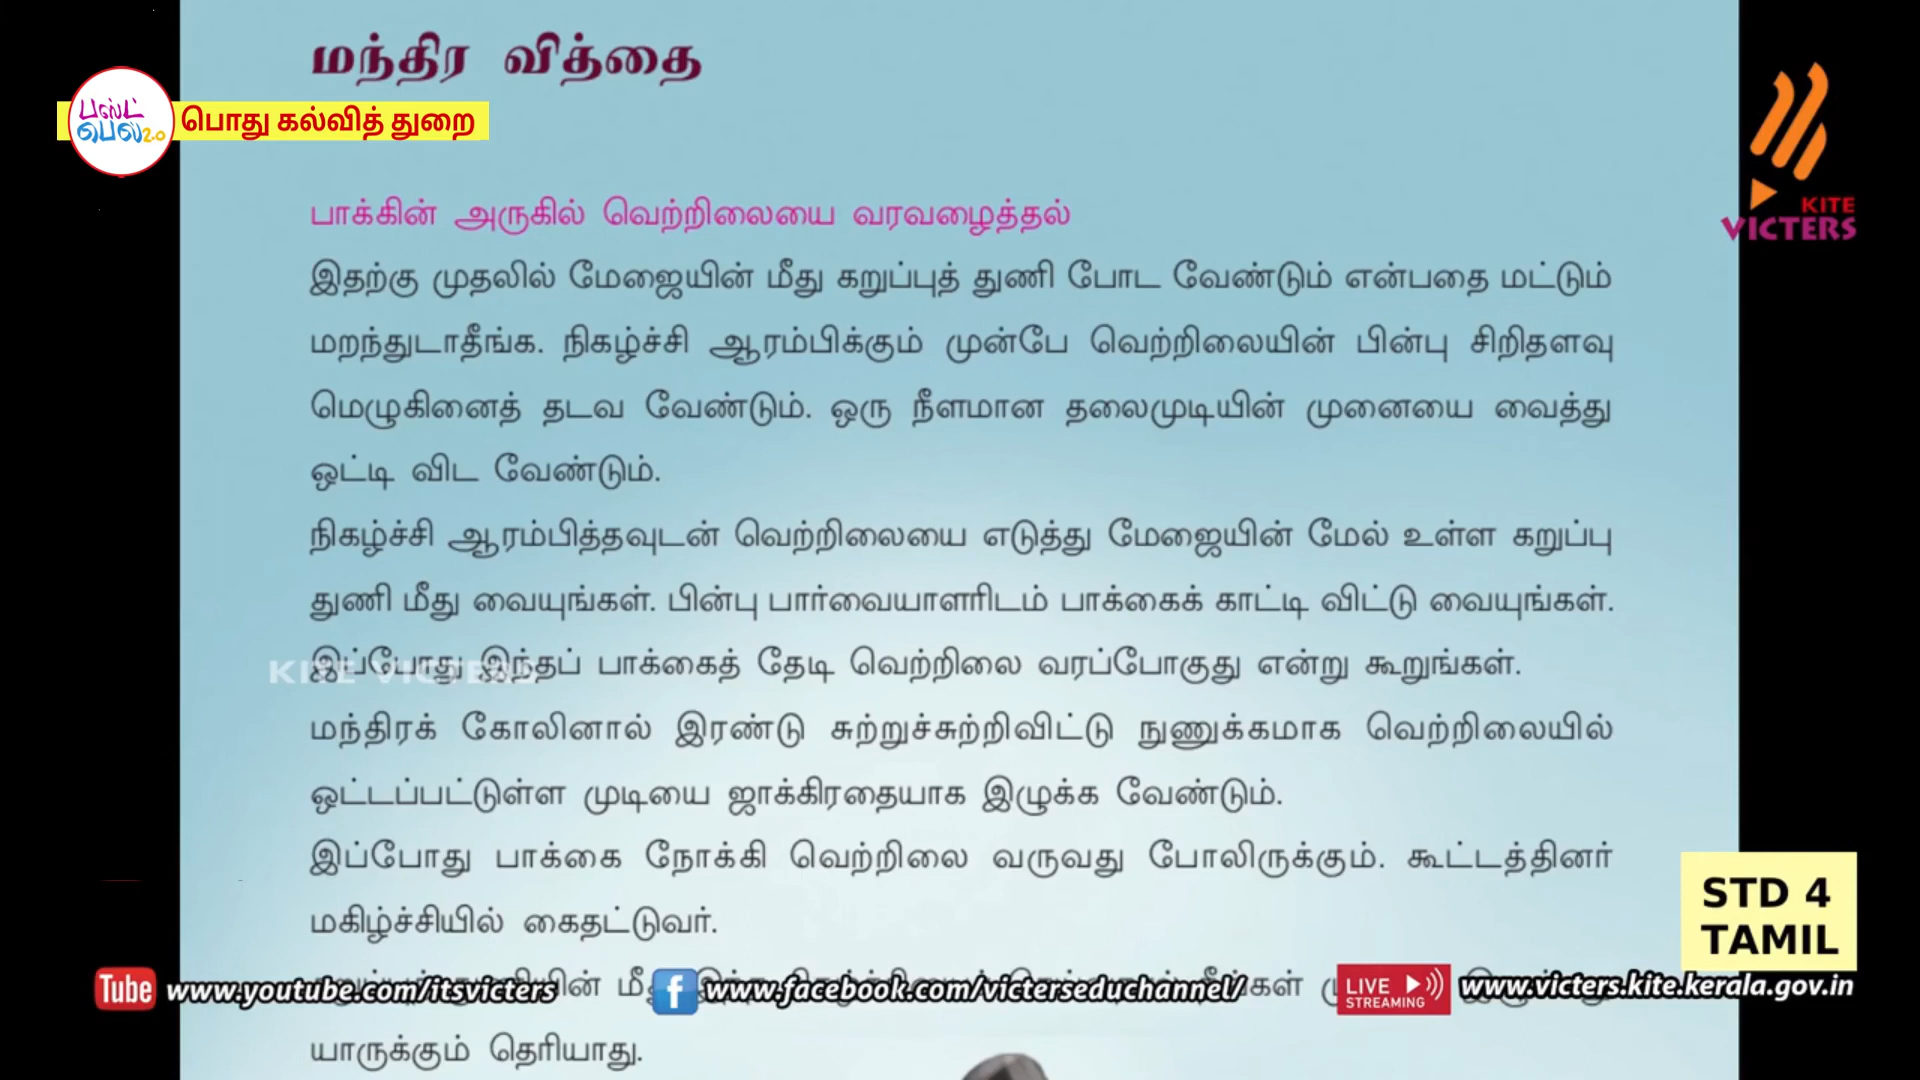 மந்திர வித்தை
பஸ்ட் பெல் 2.0
பொது கல்வித் துறை
KITE VICTERS
பாக்கின் அருகில் வெற்றிலையை வரவழைத்தல்
இதற்கு முதலில் மேஜையின் மீது கறுப்புத் துணி போட வேண்டும் என்பதை மட்டும்
மறந்துடாதீங்க. நிகழ்ச்சி ஆரம்பிக்கும் முன்பே வெற்றிலையின் பின்பு சிறிதளவு
மெழுகினைத் தடவ வேண்டும். ஒரு நீளமான தலைமுடியின் முனையை வைத்து
ஒட்டி விட வேண்டும்.
நிகழ்ச்சி ஆரம்பித்தவுடன் வெற்றிலையை எடுத்து மேஜையின் மேல் உள்ள கறுப்பு
துணி மீது வையுங்கள். பின்பு பார்வையாளரிடம் பாக்கைக் காட்டி விட்டு வையுங்கள்.
இப்போது இந்தப் பாக்கைத் தேடி வெற்றிலை வரப்போகுது என்று கூறுங்கள்.
KITE VICTERS
மந்திரக் கோலினால் இரண்டு சுற்றுச்சுற்றிவிட்டு நுணுக்கமாக வெற்றிலையில்
ஒட்டப்பட்டுள்ள முடியை ஜாக்கிரதையாக இழுக்க வேண்டும்.
இப்போது பாக்கை நோக்கி வெற்றிலை வருவது போலிருக்கும். கூட்டத்தினர்
மகிழ்ச்சியில் கைதட்டுவர்.
STD 4
TAMIL
Tube www.youtube.com/itsvicters
f www.facebook.com/victerseduchannel/
LIVE STREAMING www.victers.kite.kerala.gov.in
யாருக்கும் தெரியாது.